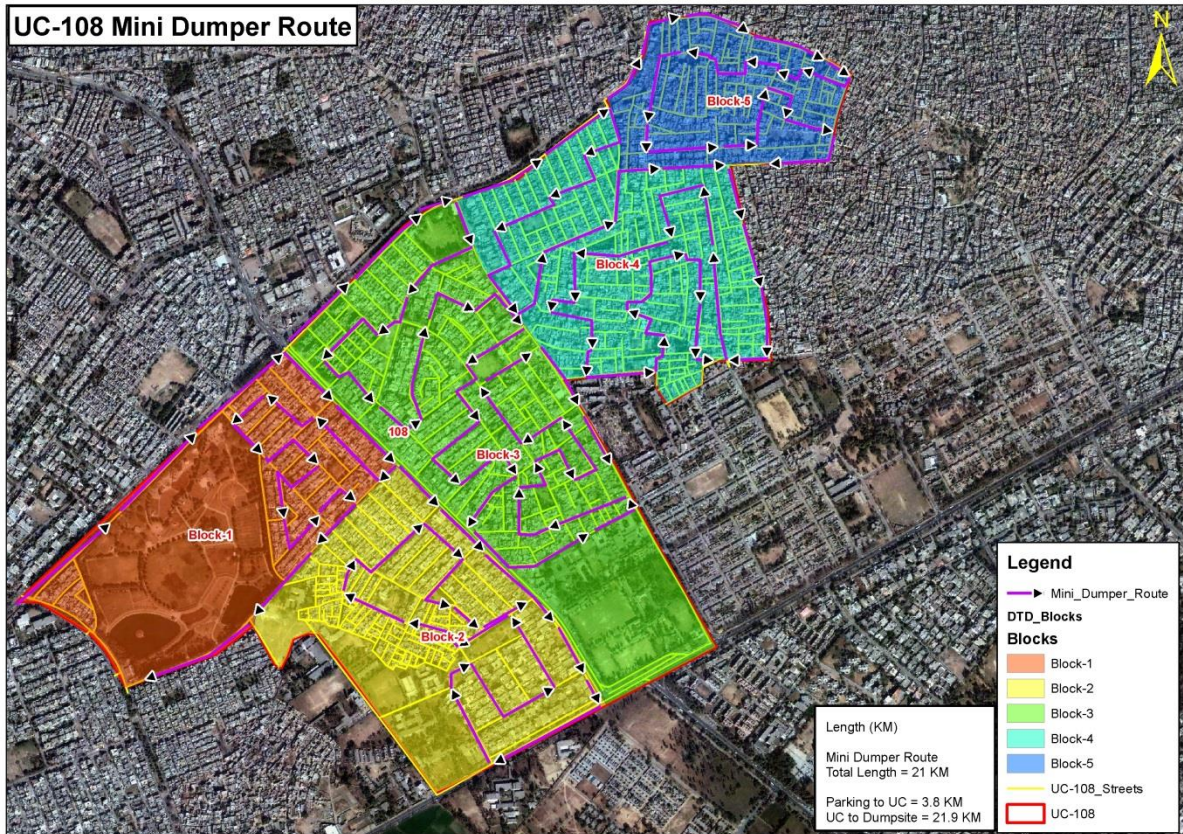 UC-108 Mini Dumper Route
N
Block-5
Block-4
108
Block-3
Block-1
Block-2
Legend
Mini_Dumper_Route
DTD_Blocks
Blocks
Block-1
Block-2
Block-3
Block-4
Block-5
UC-108_Streets
UC-108
Length (KM)
Mini Dumper Route
Total Length = 21 KM
Parking to UC = 3.8 KM
UC to Dumpsite = 21.9 KM